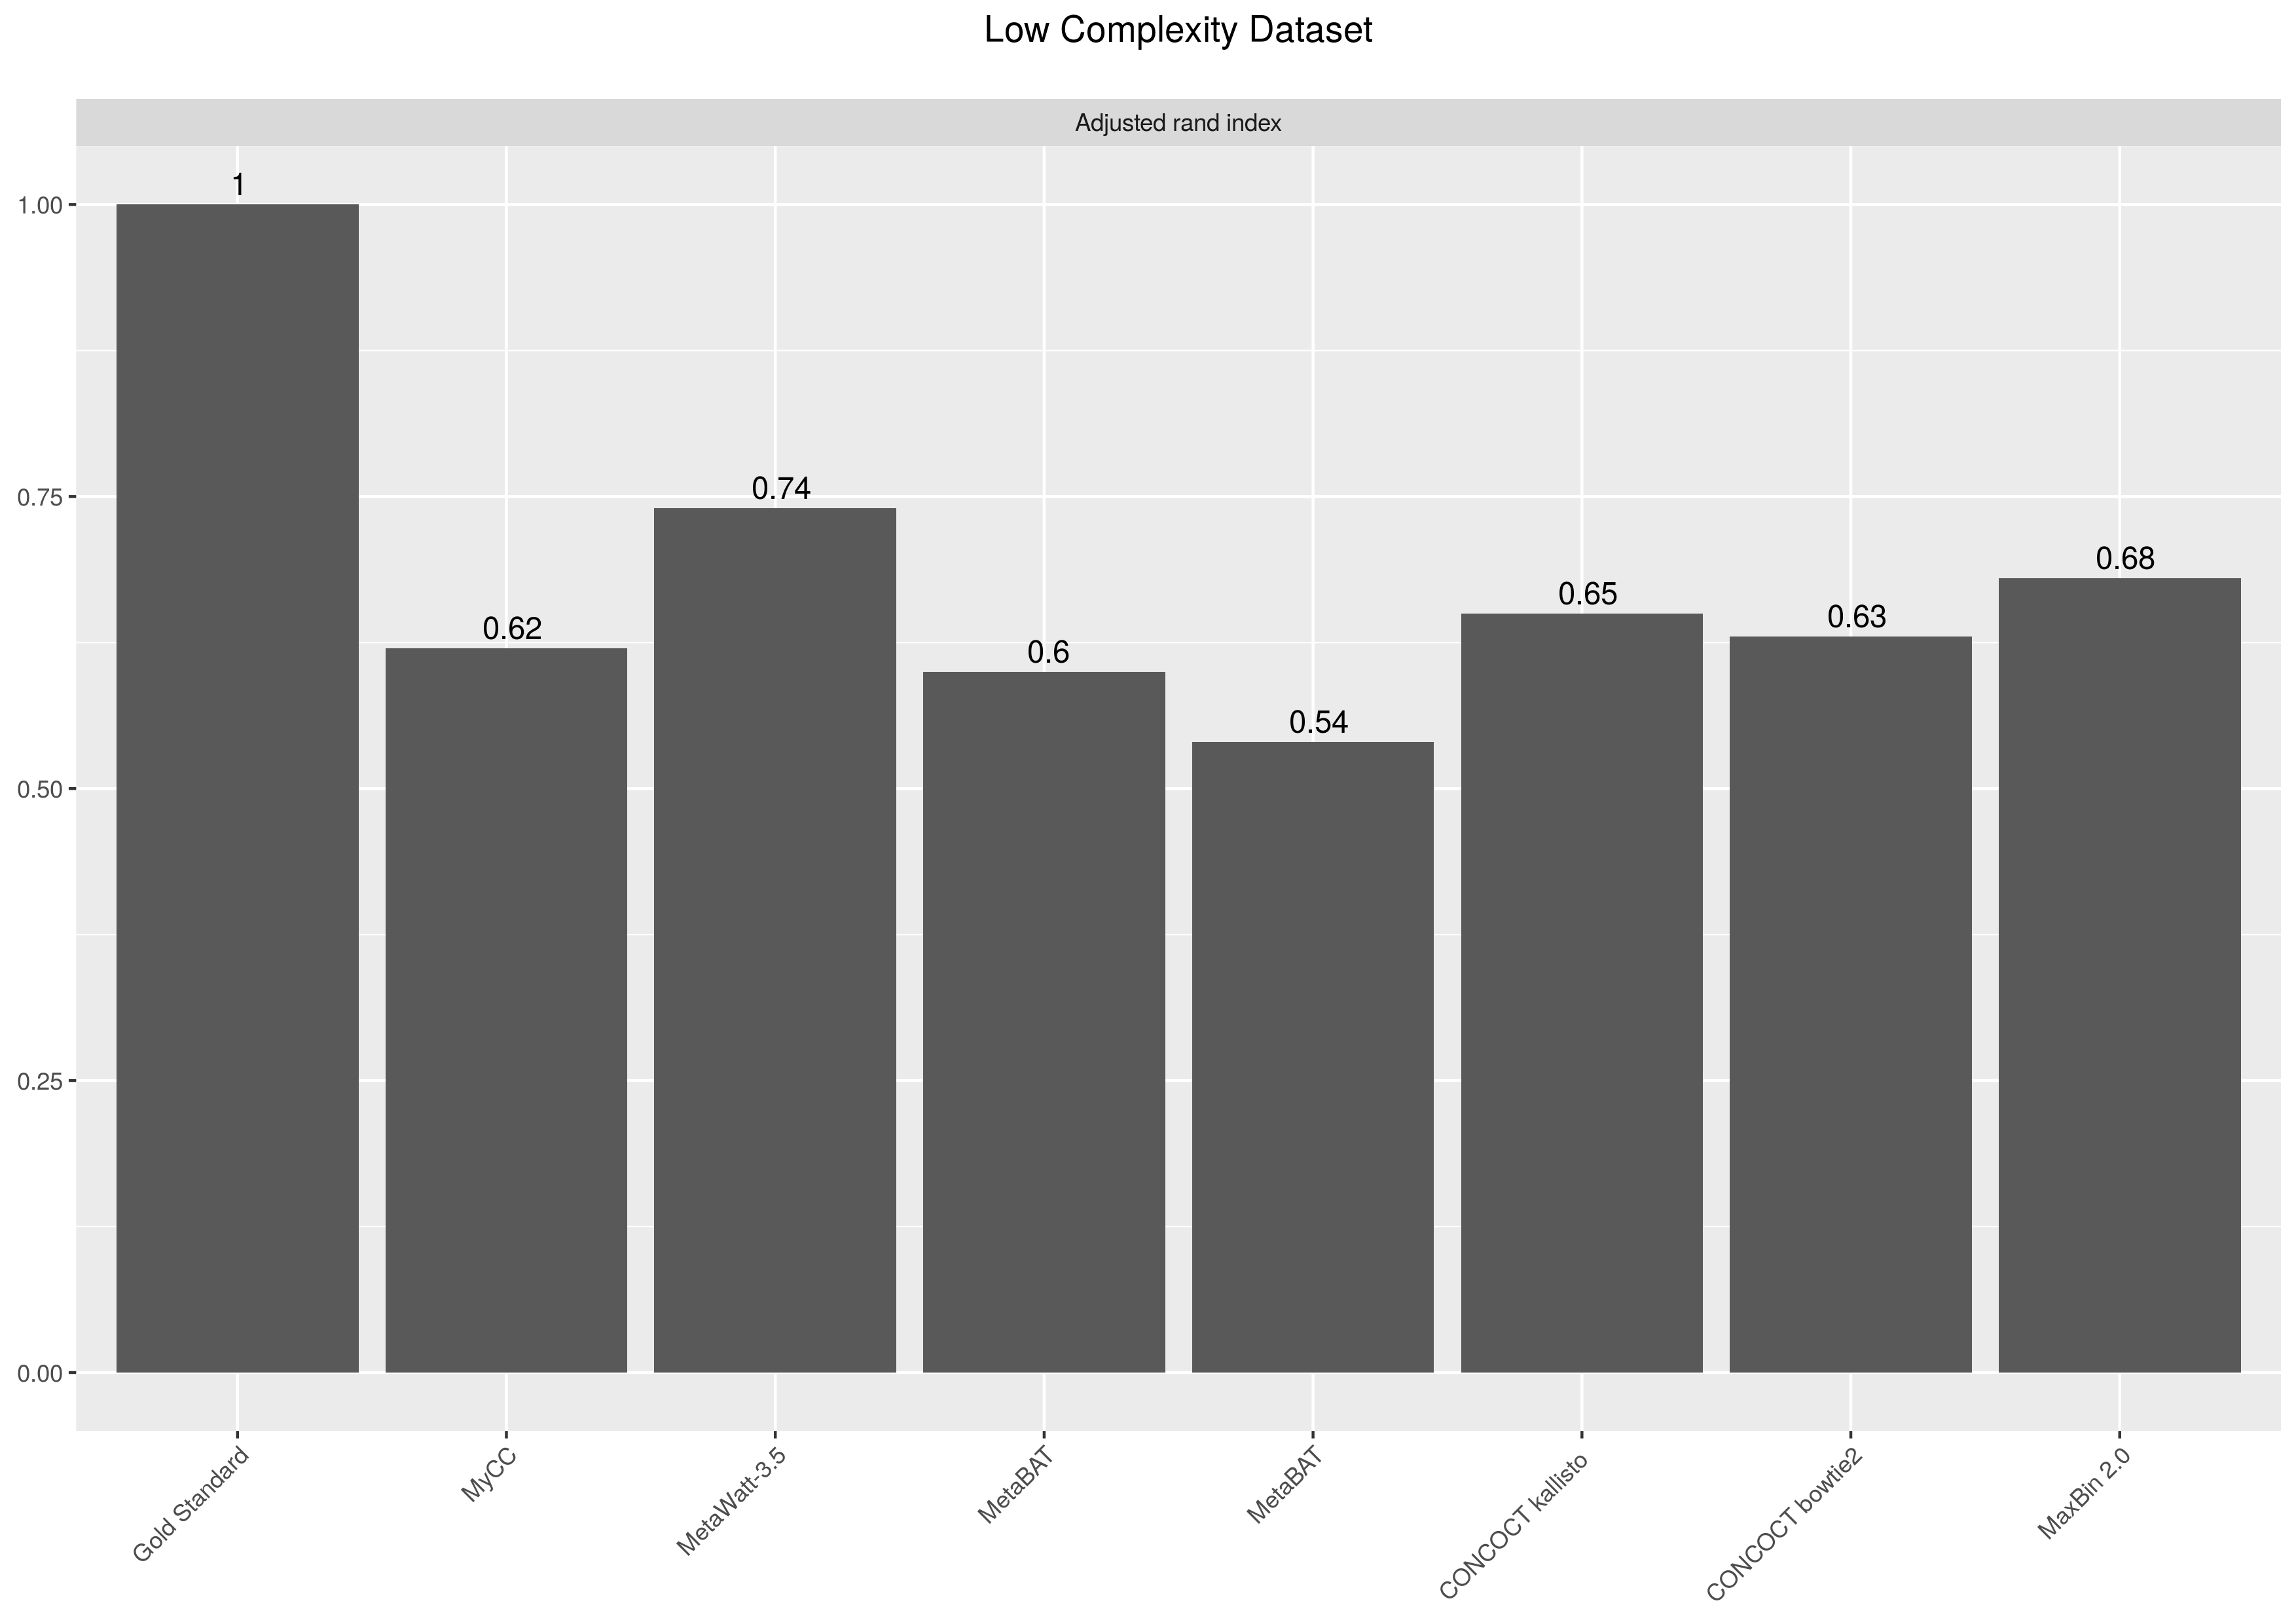 Low Complexity Dataset
Adjusted rand index
1
0.62
0.74
0.6
0.54
0.65
0.63
0.68
1.00
0.75
0.50
0.25
0.00
Gold Standard
MyCC
MetaWatt-3.5
MetaBAT
MetaBAT
CONCOCT kallisto
CONCOCT bowtie2
MaxBin 2.0